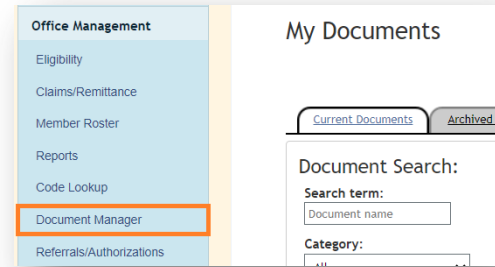 Office Management
Eligibility
Claims/Remittance
Member Roster
Reports
Code Lookup
Document Manager
Referrals/Authorizations
My Documents
Current Documents
Archived
Document Search:
Search term:
Document name
Category:
All